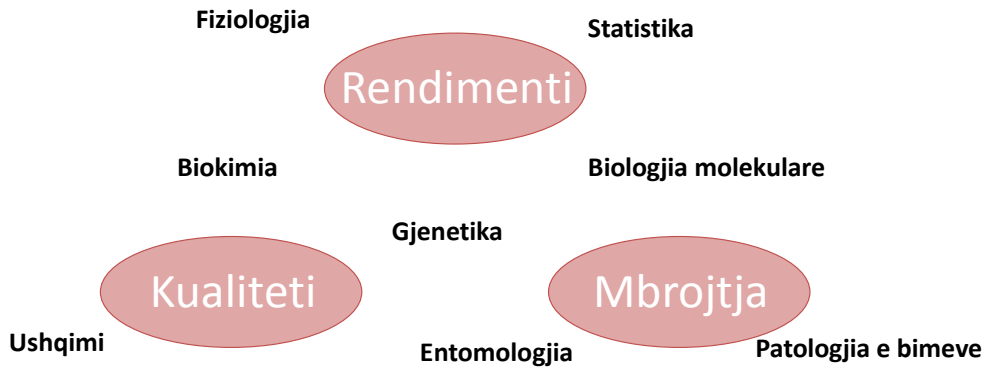 Fiziologjia
Statistika
Rendimenti
Biokimia
Biologjia molekulare
Gjenetika
Kualiteti
Mbrojtja
Ushqimi
Entomologjia
Patologjia e bimeve